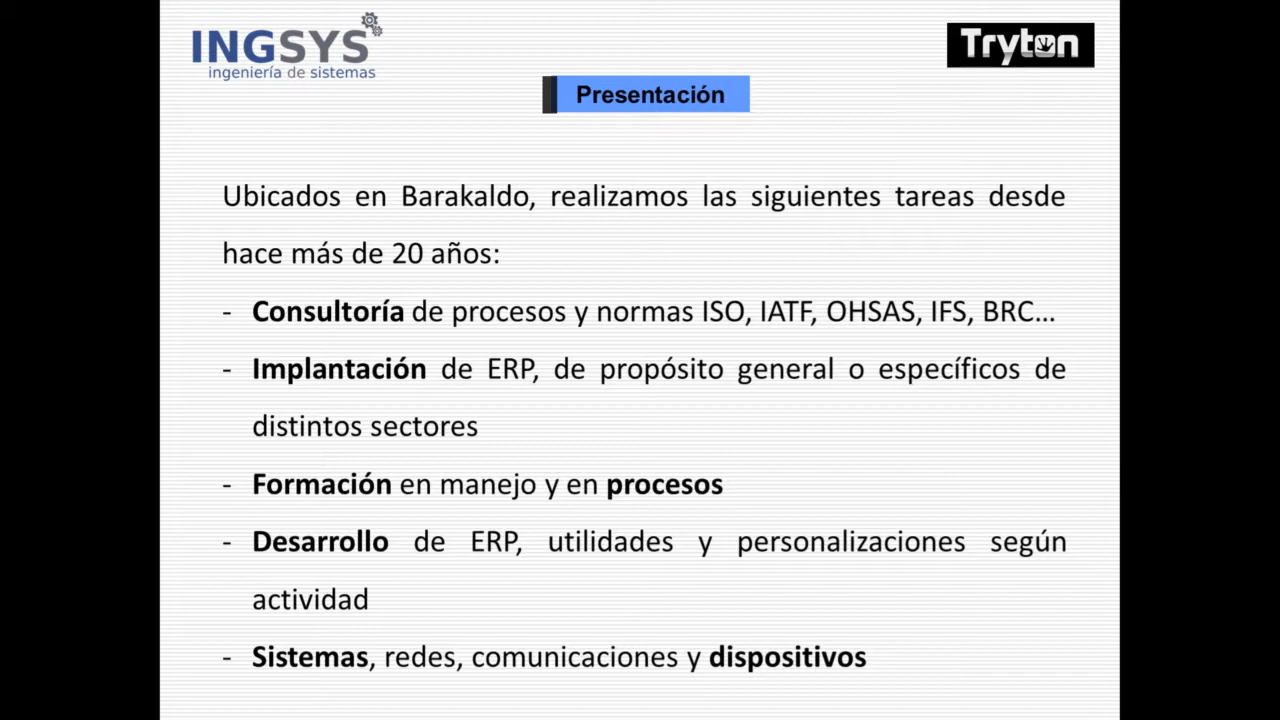 INGSYS
ingeniería de sistemas
Tryton
Presentación
Ubicados en Barakaldo, realizamos las siguientes tareas desde
hace más de 20 años:
- Consultoría de procesos y normas ISO, IATF, OHSAS, IFS, BRC...
- Implantación de ERP, de propósito general o específicos de
distintos sectores
- Formación en manejo y en procesos
- Desarrollo de ERP, utilidades y personalizaciones según
actividad
- Sistemas, redes, comunicaciones y dispositivos